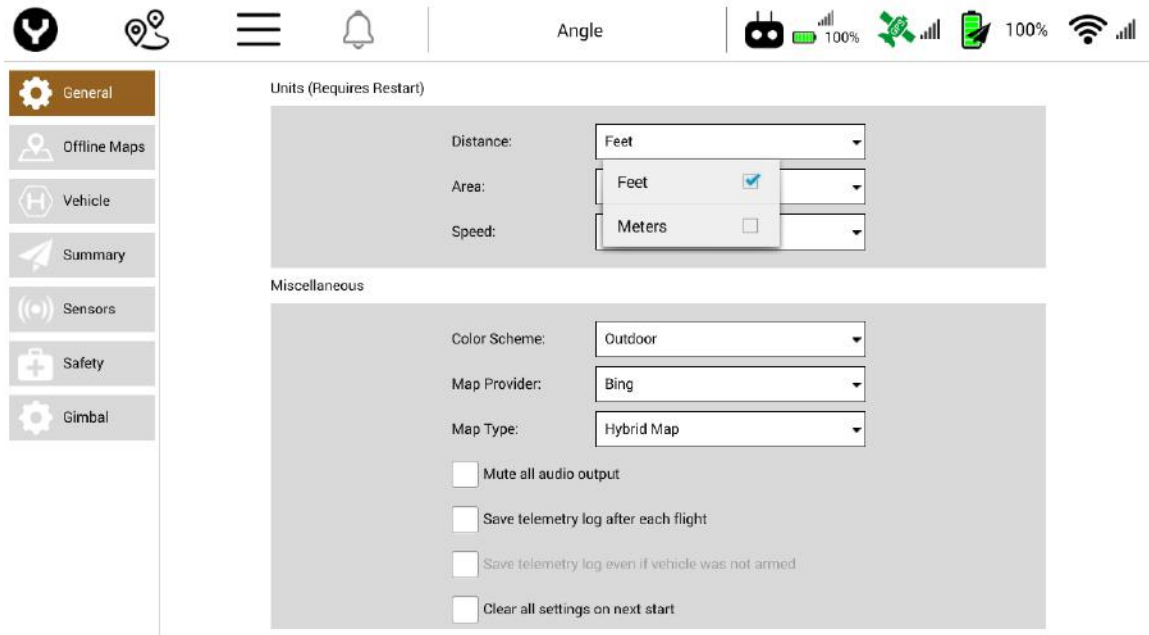 Angle
100%
GPS
100%
General
Offline Maps
Vehicle
Summary
Sensors
Safety
Gimbal
Units (Requires Restart)
Distance: Feet
Feet
Area:
Meters
Speed:
Miscellaneous
Color Scheme: Outdoor
Map Provider: Bing
Map Type: Hybrid Map
Mute all audio output
Save telemetry log after each flight
Save telemetry log even if vehicle was not armed
Clear all settings on next start